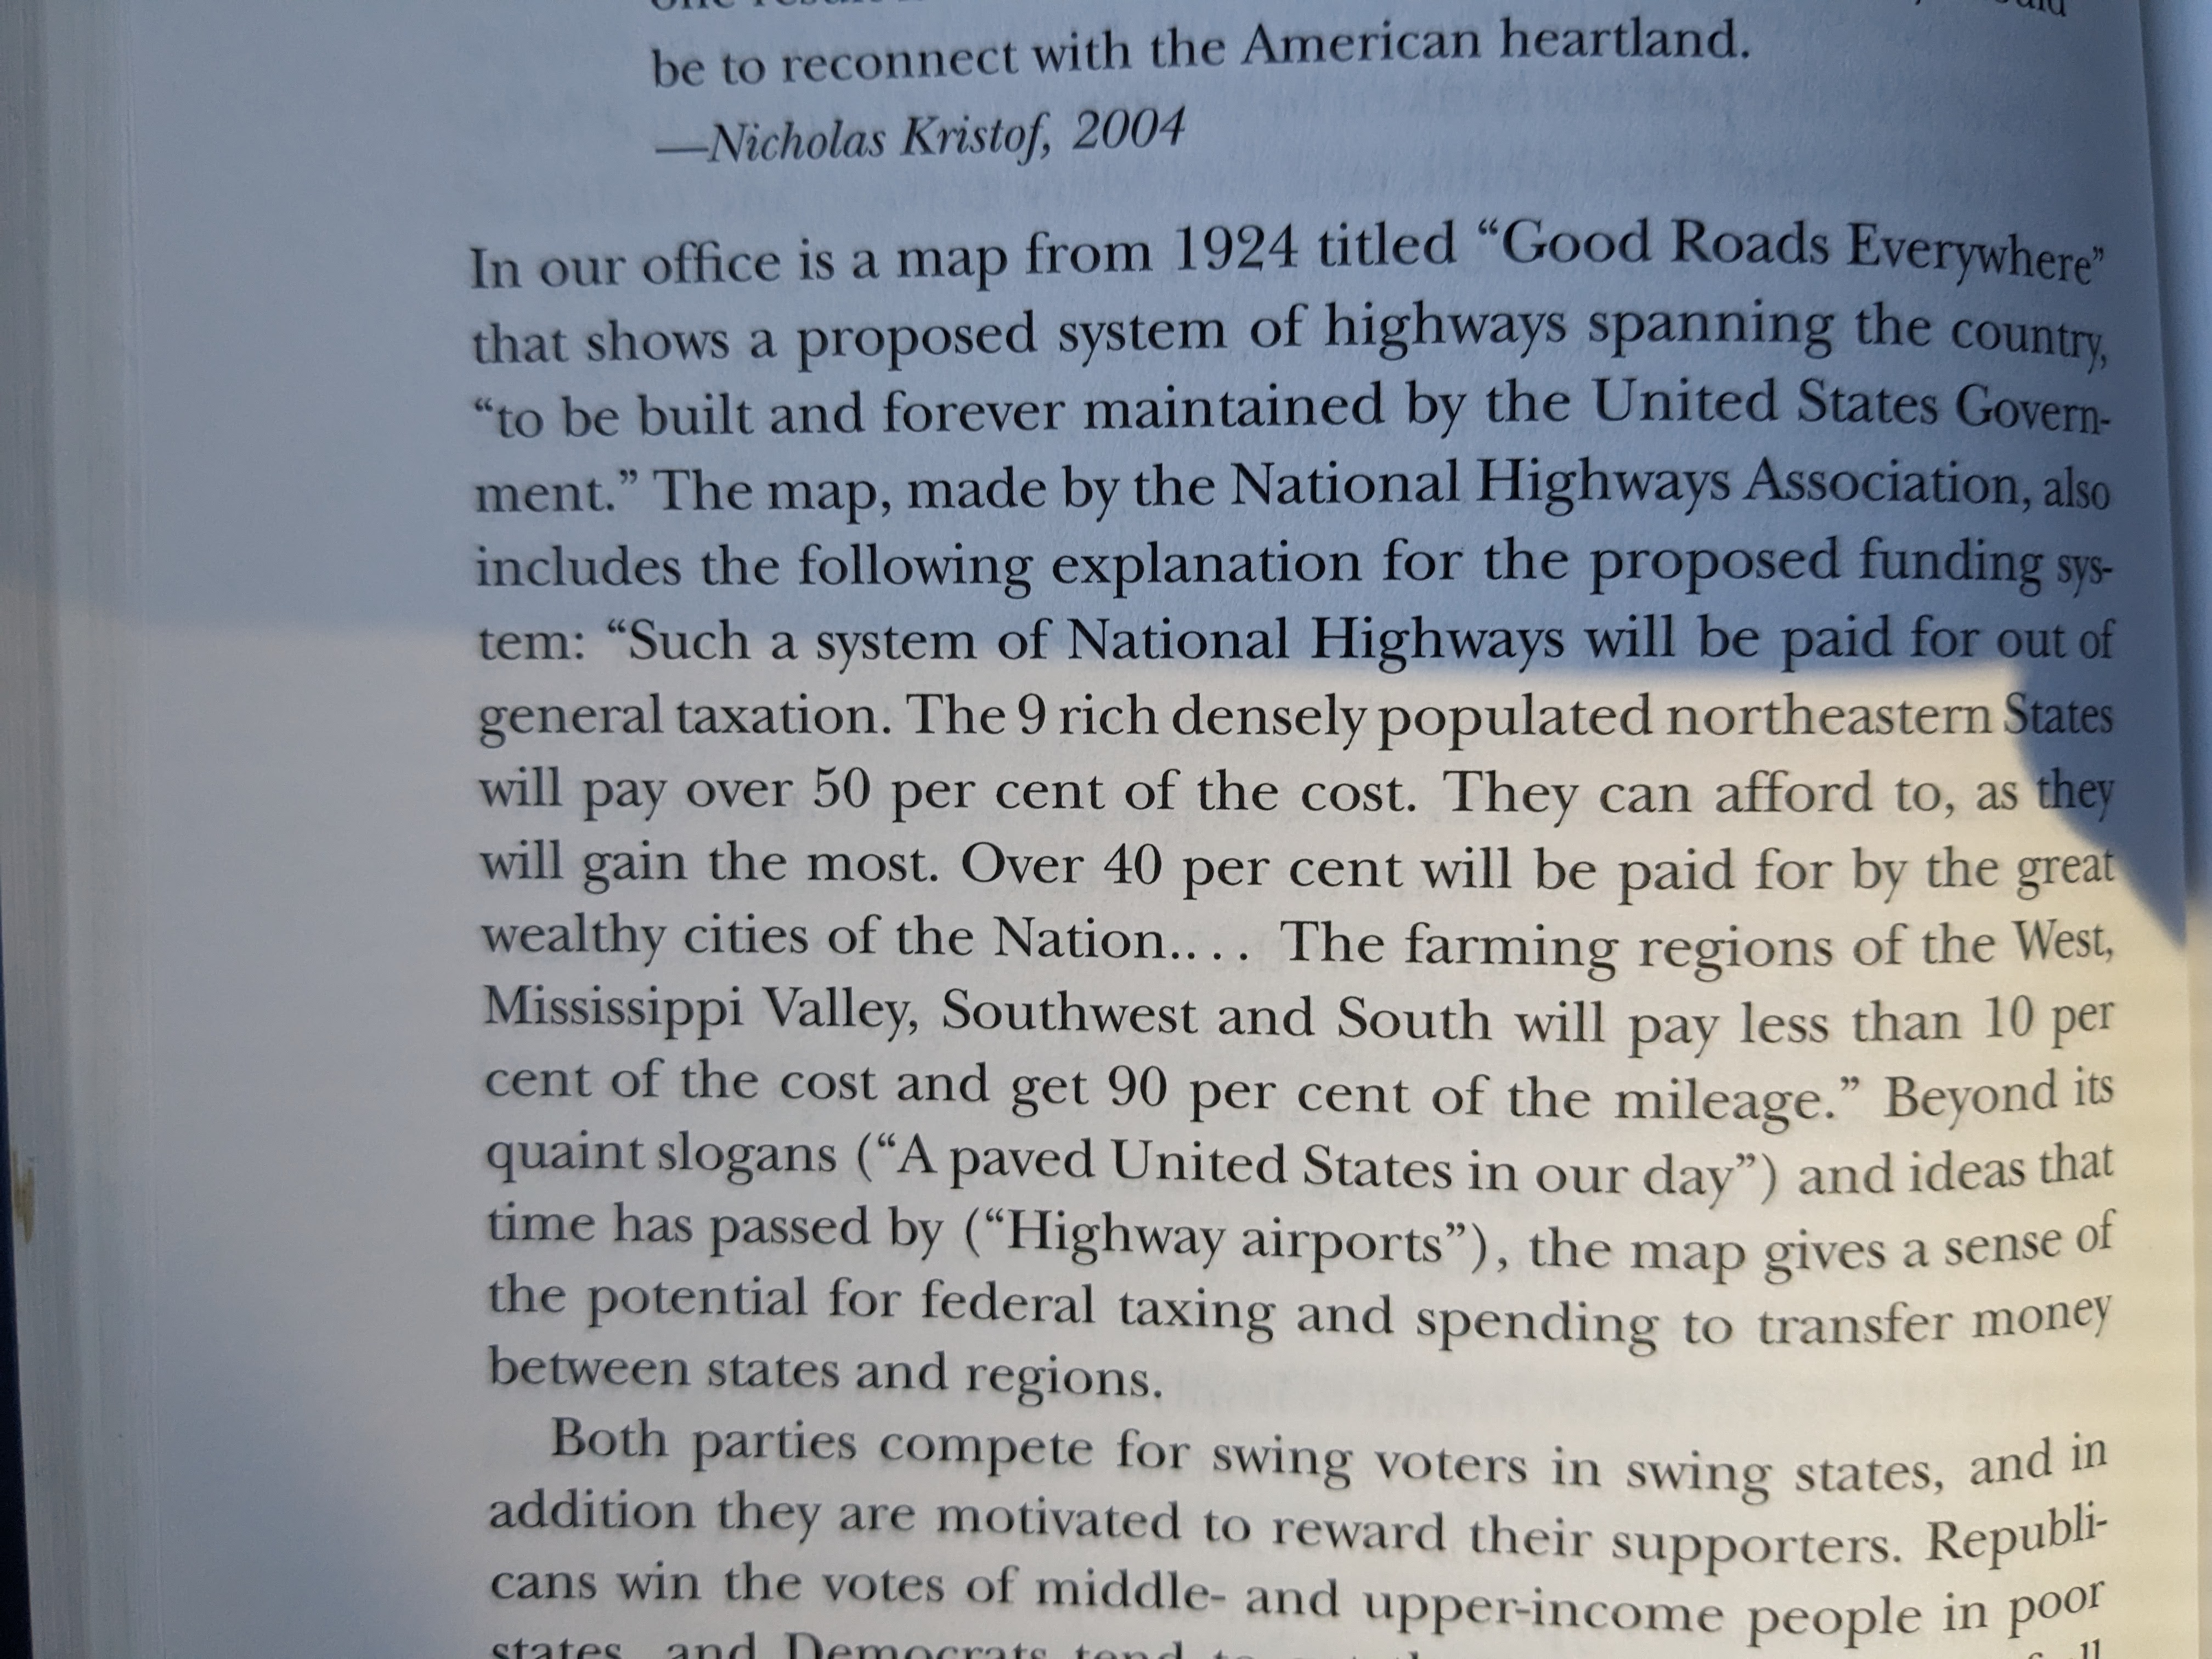 be to reconnect with the American heartland.
—Nicholas Kristof, 2004
In our office is a map from 1924 titled “Good Roads Everywhere”
that shows a proposed system of highways spanning the country,
“to be built and forever maintained by the United States Govern-
ment.” The map, made by the National Highways Association, also
includes the following explanation for the proposed funding sys-
tem: “Such a system of National Highways will be paid for out of
general taxation. The 9 rich densely populated northeastern States
will pay over 50 per cent of the cost. They can afford to, as they
will gain the most. Over 40 per cent will be paid for by the great
wealthy cities of the Nation.... The farming regions of the West,
Mississippi Valley, Southwest and South will pay less than 10 per
cent of the cost and get 90 per cent of the mileage.” Beyond its
quaint slogans (“A paved United States in our day”) and ideas that
time has passed by (“Highway airports”), the map gives a sense of
the potential for federal taxing and spending to transfer money
between states and regions.
Both parties compete for swing voters in swing states, and in
addition they are motivated to reward their supporters. Republi-
cans win the votes of middle- and upper-income people in poor
states, and Democrats tend to